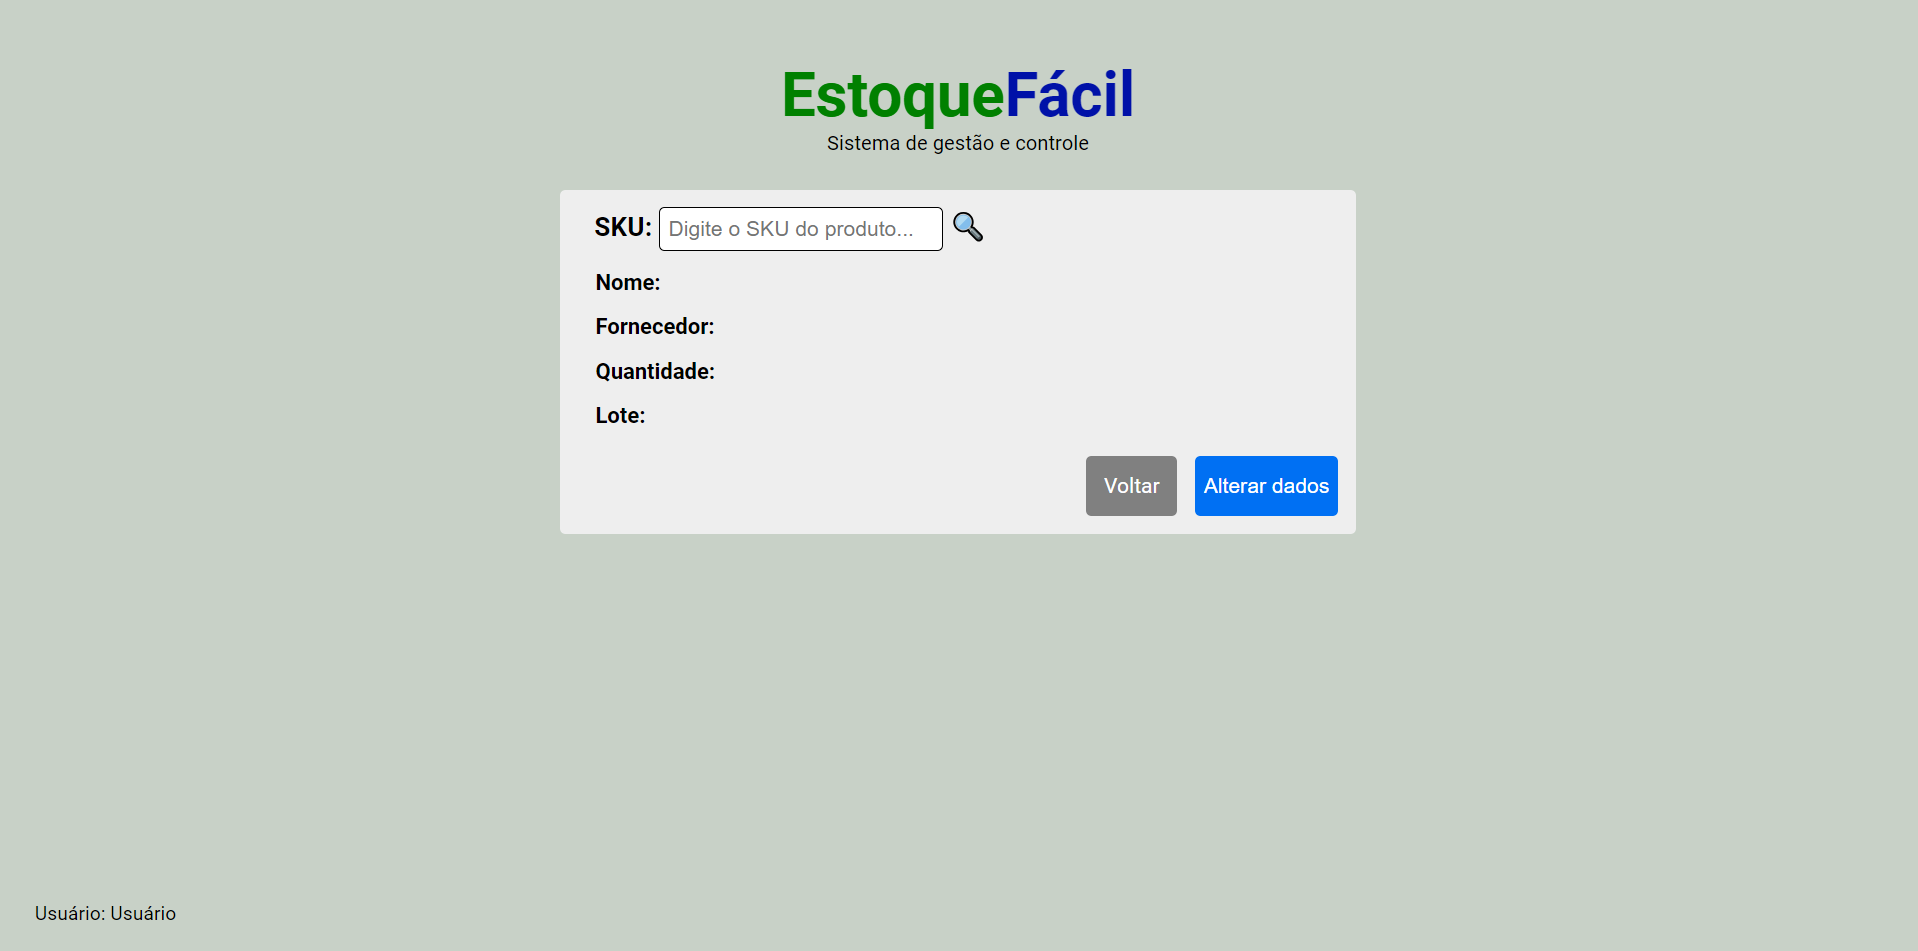 EstoqueFácil
Sistema de gestão e controle
SKU: Digite o SKU do produto...
Nome:
Fornecedor:
Quantidade:
Lote:
Voltar Alterar dados
Usuário: Usuário